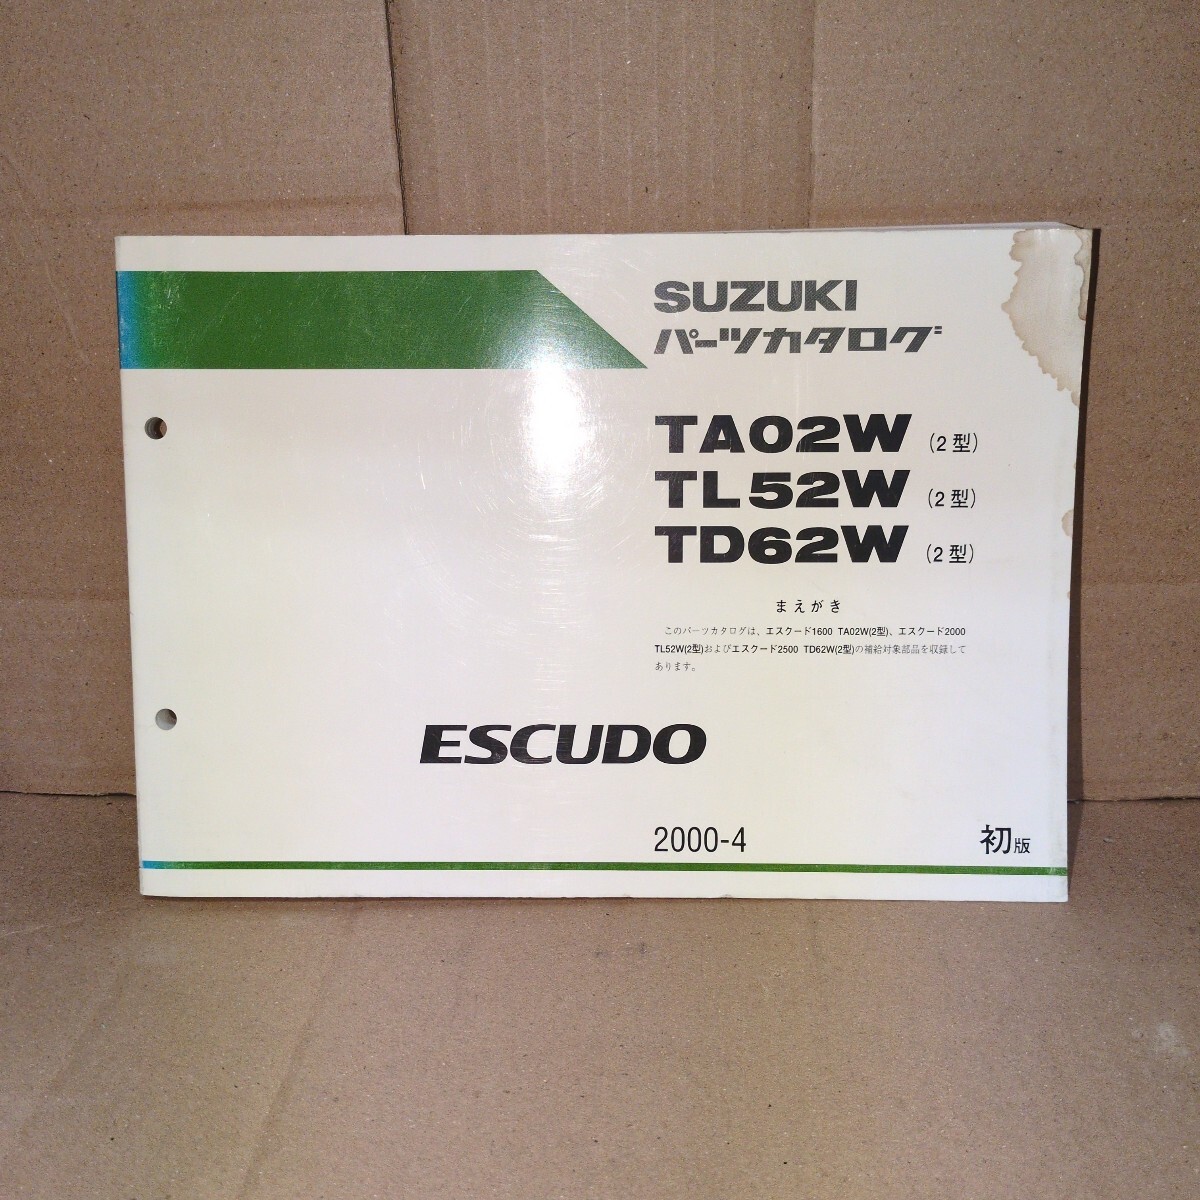 SUZUKI
パーツカタログ
TA02W (2型)
TL52W (2型)
TD62W (2型)
まえがき
このパーツカタログは、エスクード1600 TA02W(2型)、エスクード2000
TL52W(2型)およびエスクード2500 TD62W(2型)の補給対象部品を収録して
あります。
ESCUDO
2000-4 初版